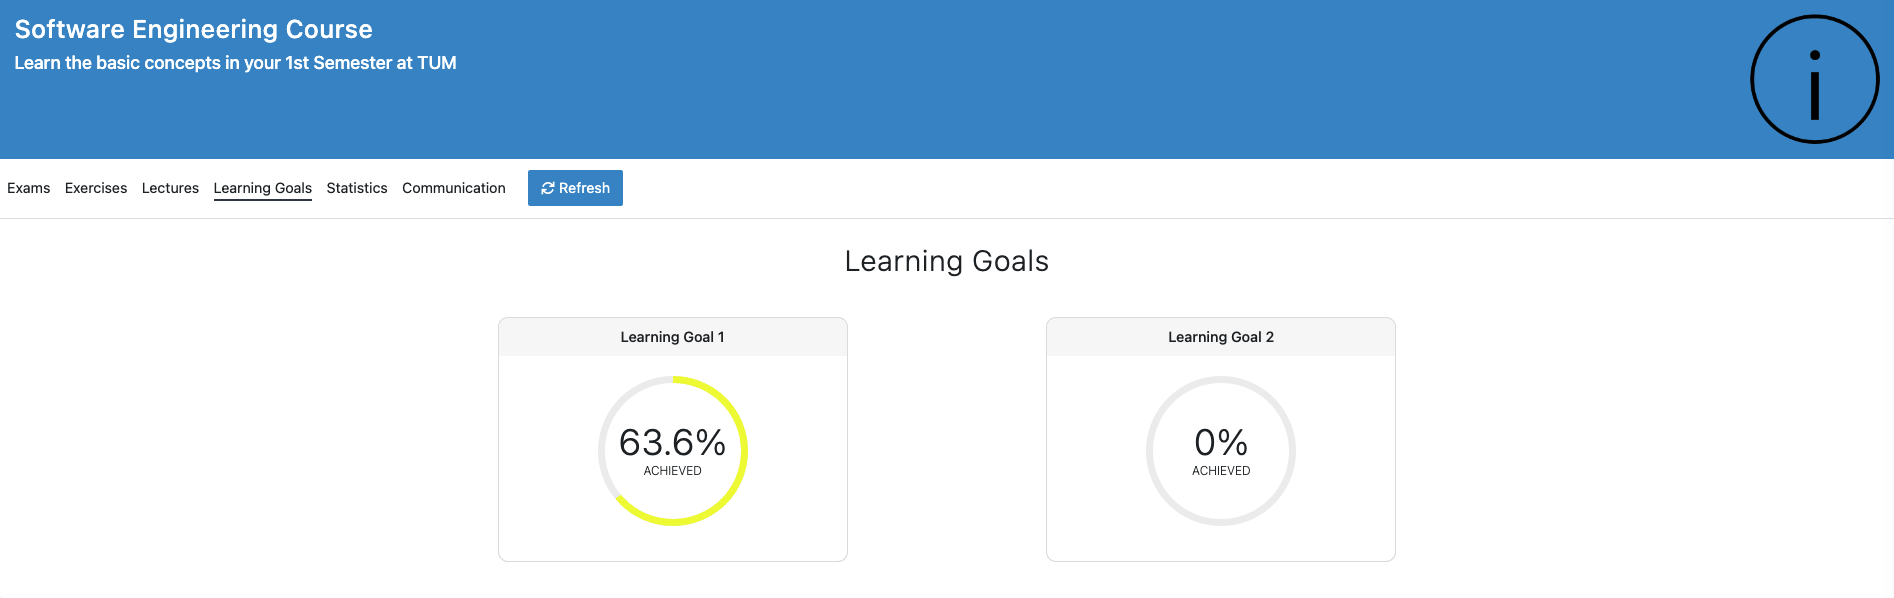 Software Engineering Course
Learn the basic concepts in your 1st Semester at TUM
i
Exams Exercises Lectures Learning Goals Statistics Communication Refresh
Learning Goals
Learning Goal 1
63.6%
ACHIEVED
Learning Goal 2
0%
ACHIEVED